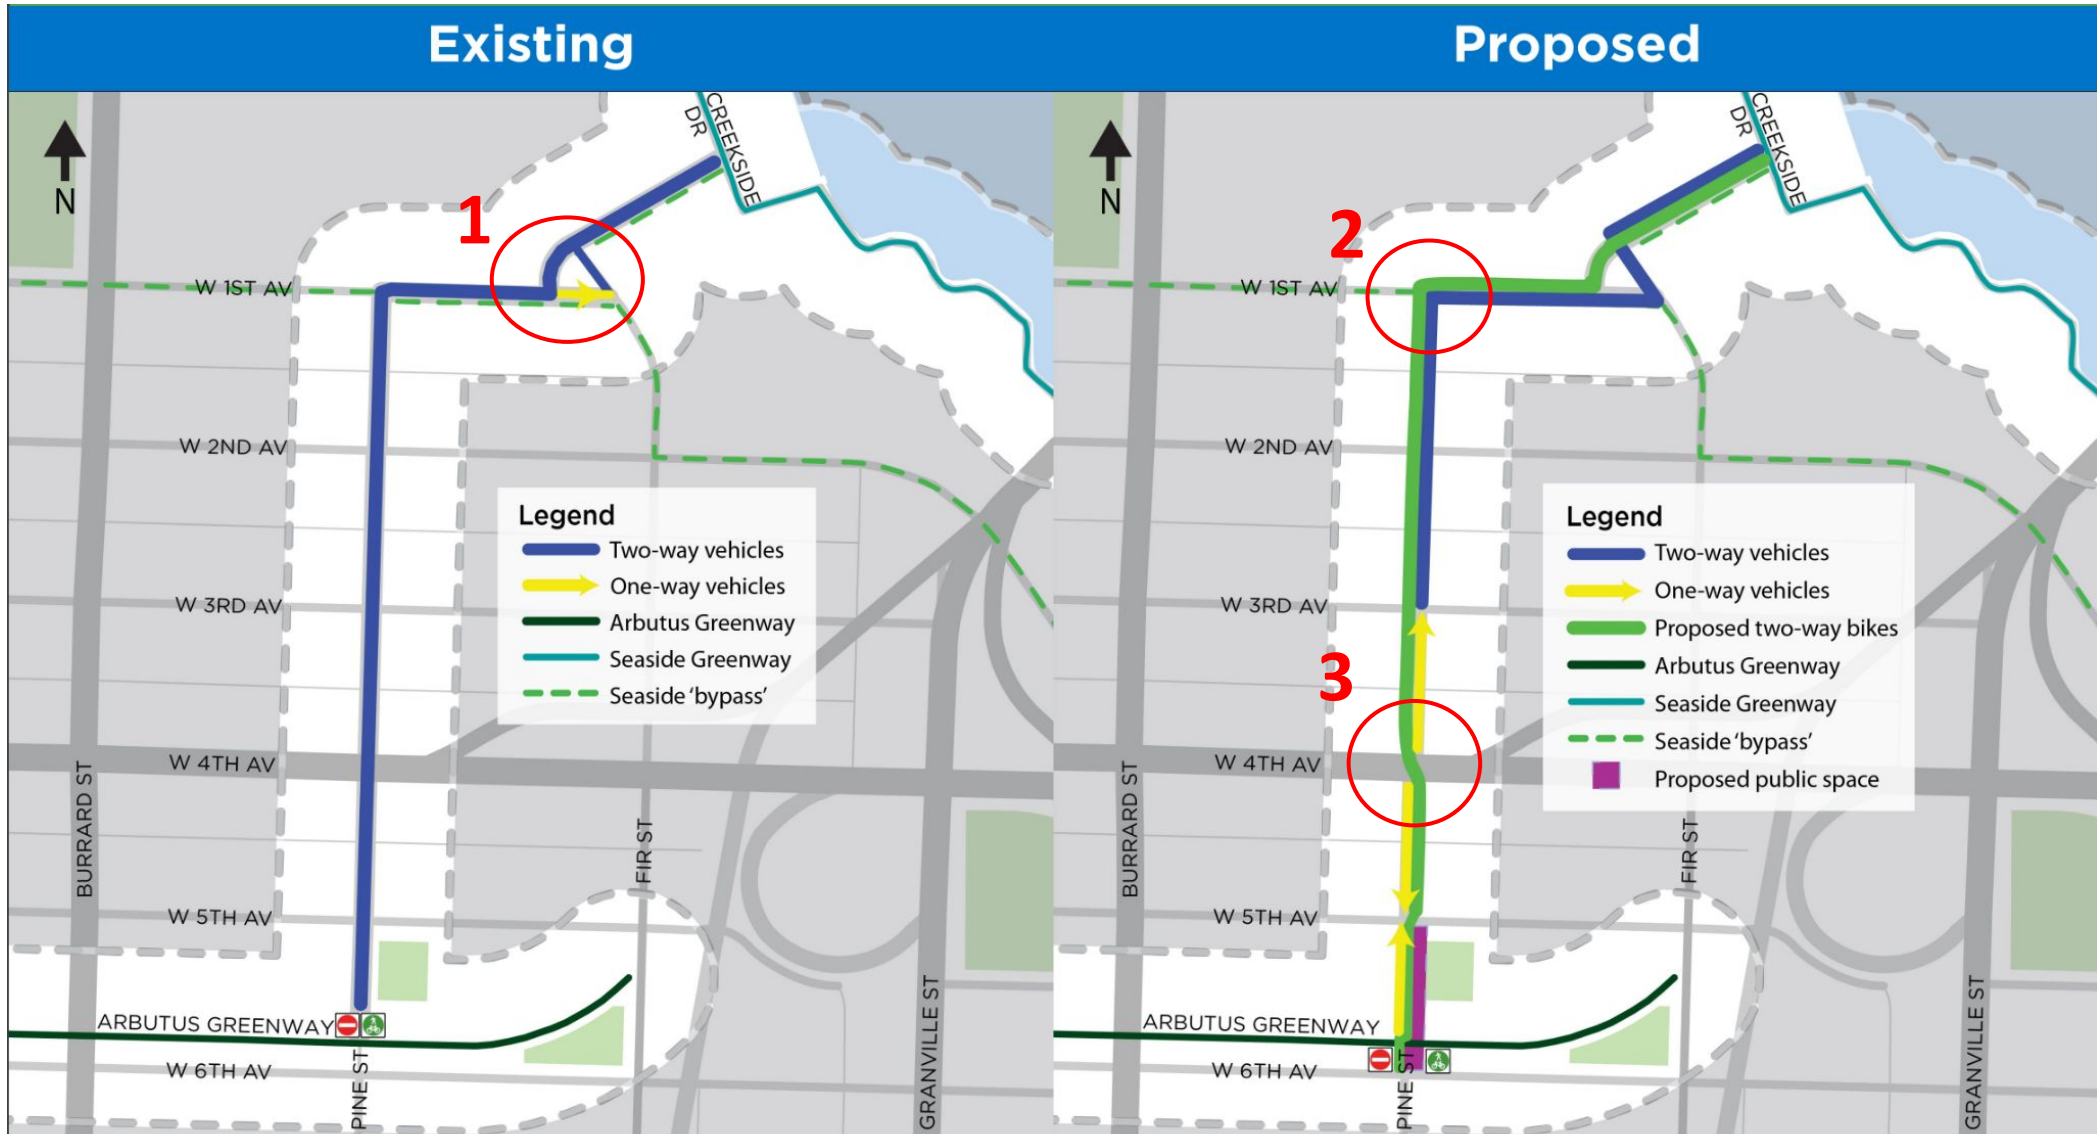 Existing
CREEKSIDE
DR
N
1
W 1ST AV
W 2ND AV
W 3RD AV
W 4TH AV
W 5TH AV
ARBUTUS GREENWAY
W 6TH AV
BURRARD ST
PINE ST
FIR ST
GRANVILLE ST
Legend
Two-way vehicles
One-way vehicles
Arbutus Greenway
Seaside Greenway
Seaside 'bypass'
Proposed
CREEKSIDE
DR
N
2
W 1ST AV
W 2ND AV
W 3RD AV
3
W 4TH AV
W 5TH AV
ARBUTUS GREENWAY
W 6TH AV
BURRARD ST
PINE ST
FIR ST
GRANVILLE ST
Legend
Two-way vehicles
One-way vehicles
Proposed two-way bikes
Arbutus Greenway
Seaside Greenway
Seaside 'bypass'
Proposed public space